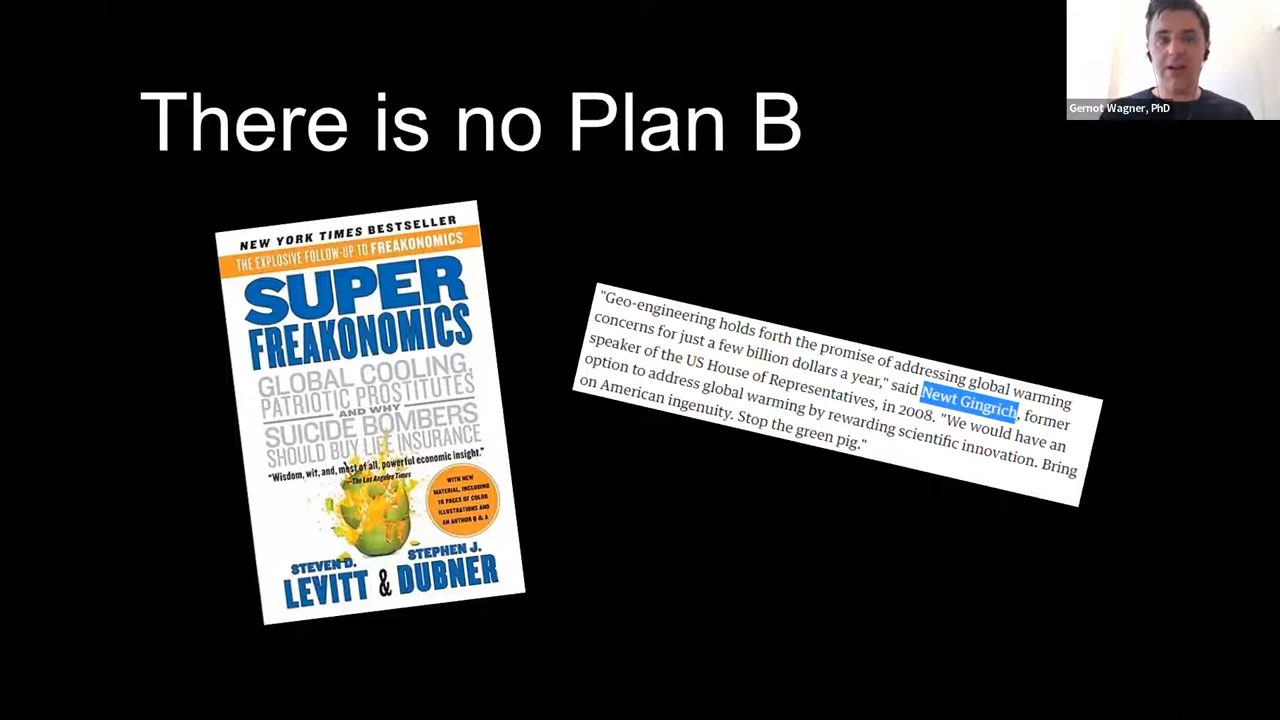 Gernot Wagner, PhD
There is no Plan B
NEW YORK TIMES BESTSELLER
THE EXPLOSIVE FOLLOW-UP TO FREAKONOMICS
SUPER
FREAKONOMICS
GLOBAL COOLING,
PATRIOTIC PROSTITUTES
AND WHY
SUICIDE BOMBERS
SHOULD BUY LIFE INSURANCE
"Wisdom, wit, and, most of all, powerful economic insight."
—The Los Angeles Times
WITH NEW
MATERIAL, INCLUDING
16 PAGES OF COLOR
ILLUSTRATIONS AND
AN AUTHOR Q & A
STEVEN D.
LEVITT &
STEPHEN J.
DUBNER
"Geo-engineering holds forth the promise of addressing global warming
concerns for just a few billion dollars a year," said Newt Gingrich, former
speaker of the US House of Representatives, in 2008. "We would have an
option to address global warming by rewarding scientific innovation. Bring
on American ingenuity. Stop the green pig."